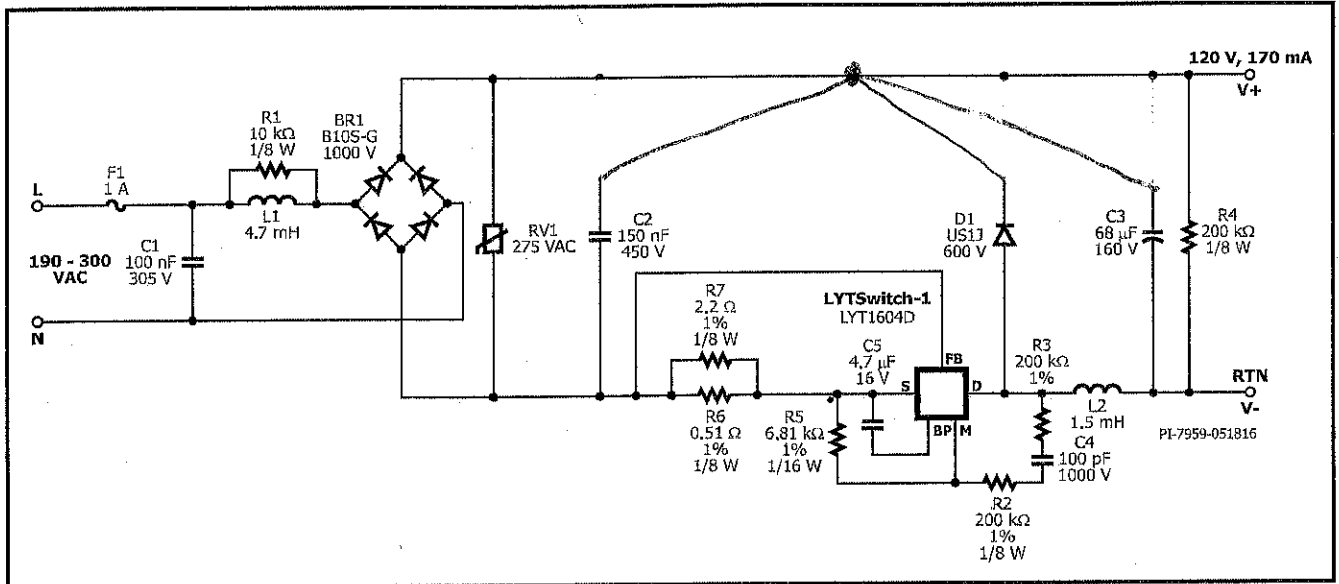 120 V, 170 mA
V+
R1
10 kΩ
1/8 W
BR1
B10S-G
1000 V
F1
1 A
L
L1
4.7 mH
C1
100 nF
305 V
190 - 300
VAC
N
RV1
275 VAC
C2
150 nF
450 V
D1
US1J
600 V
C3
68 µF
160 V
R4
200 kΩ
1/8 W
R7
2.2 Ω
1%
1/8 W
LYTSwitch-1
LYT1604D
C5
4.7 µF
16 V
FB
S
D
BP
M
R3
200 kΩ
1%
RTN
V-
L2
1.5 mH
PI-7959-051816
R6
0.51 Ω
1%
1/8 W
R5
6.81 kΩ
1%
1/16 W
C4
100 pF
1000 V
R2
200 kΩ
1%
1/8 W